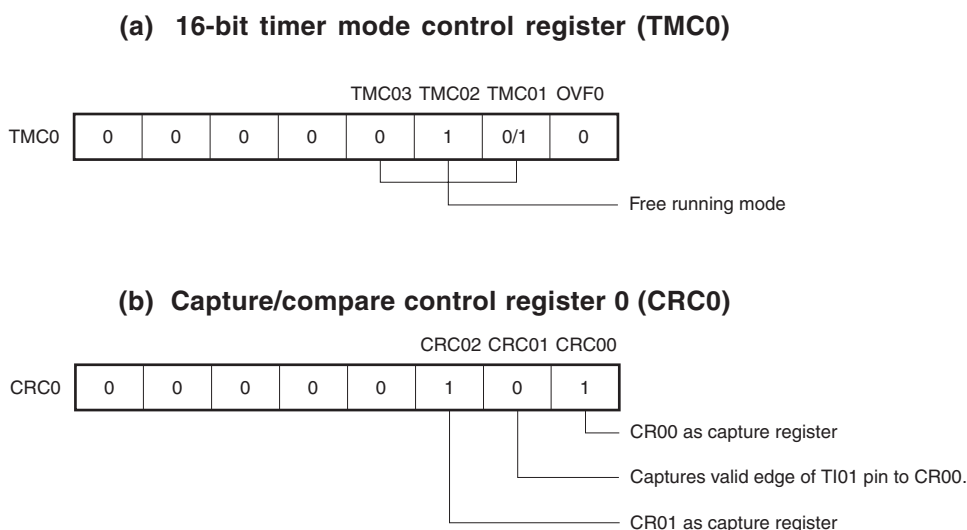 (a) 16-bit timer mode control register (TMC0)
TMC03 TMC02 TMC01 OVF0
TMC0 0 0 0 0 0 1 0/1 0
Free running mode
(b) Capture/compare control register 0 (CRC0)
CRC02 CRC01 CRC00
CRC0 0 0 0 0 0 1 0 1
CR00 as capture register
Captures valid edge of TI01 pin to CR00.
CR01 as capture register